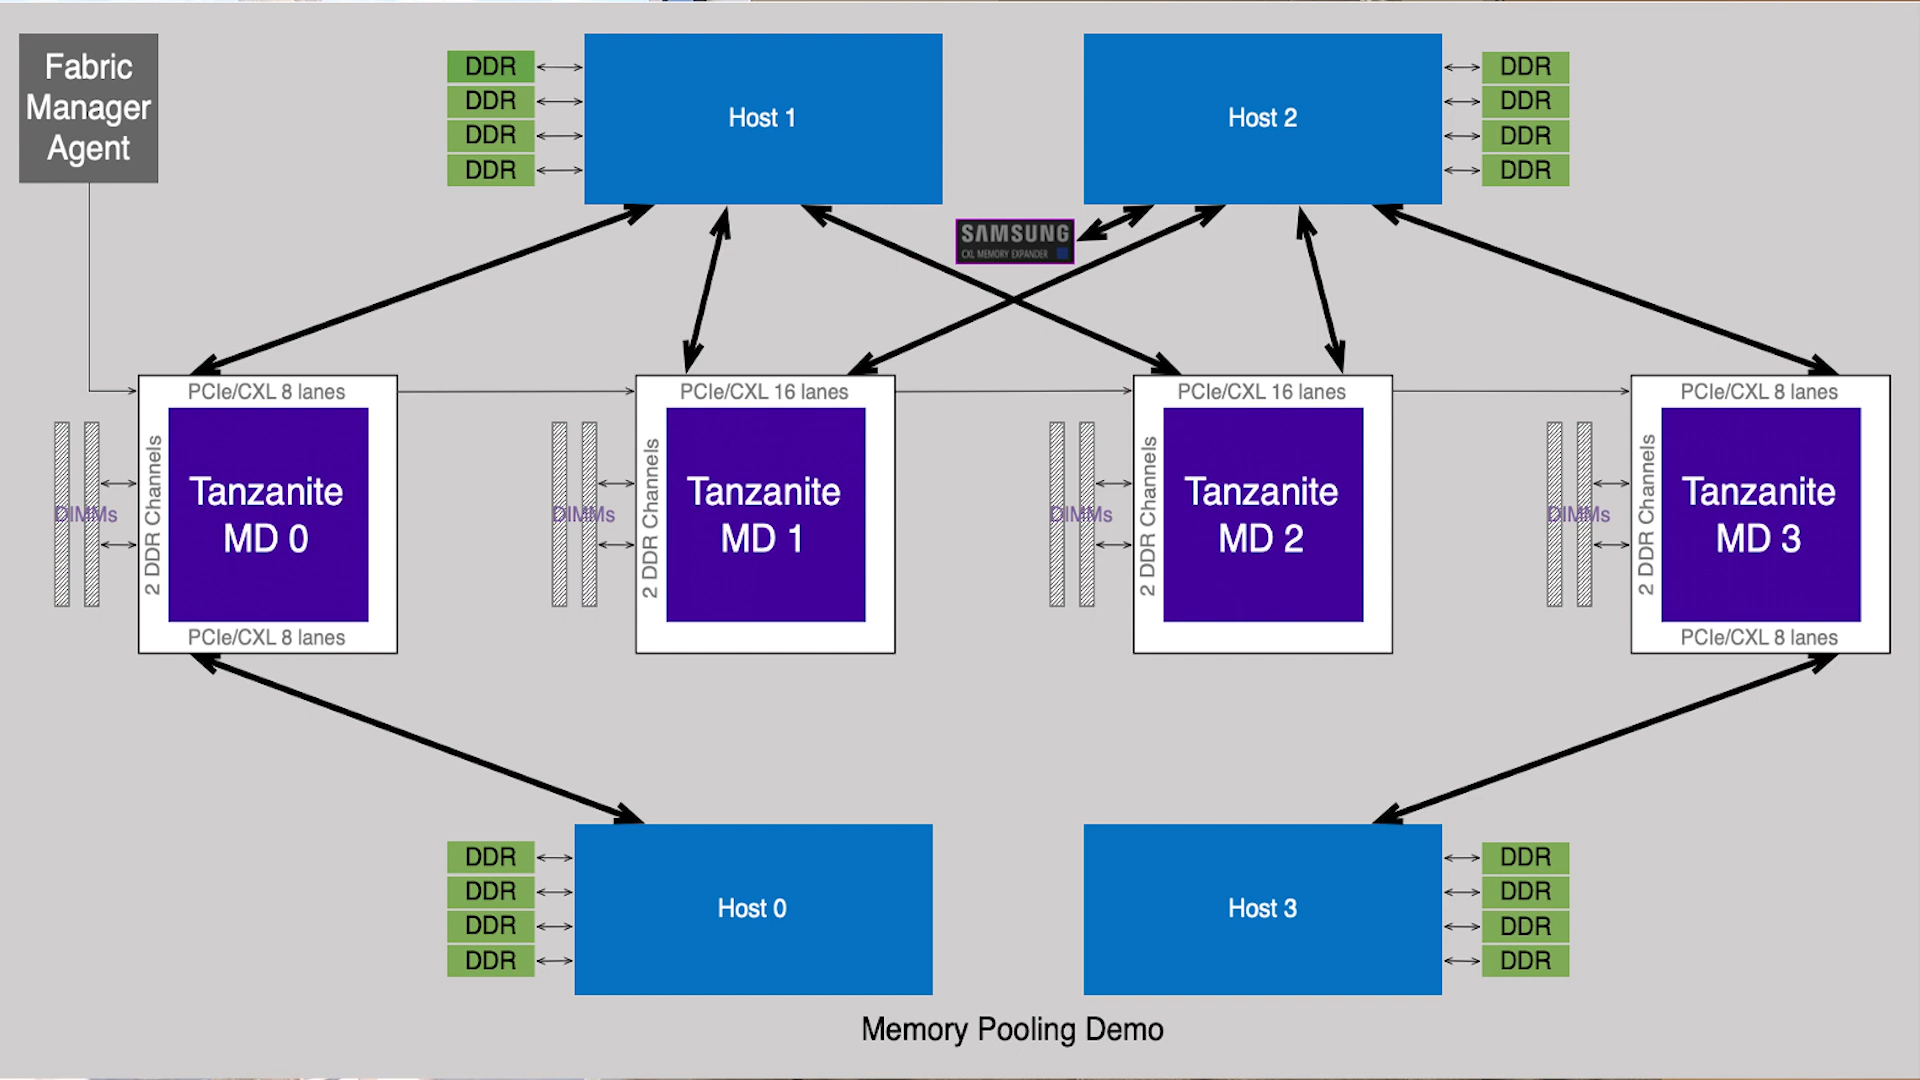 Fabric
Manager
Agent
DDR
DDR
DDR
DDR
Host 1
Host 2
DDR
DDR
DDR
DDR
SAMSUNG
CXL MEMORY EXPANDER
PCIe/CXL 8 lanes
PCIe/CXL 16 lanes
PCIe/CXL 16 lanes
PCIe/CXL 8 lanes
DIMMs
2 DDR Channels
Tanzanite
MD 0
DIMMs
2 DDR Channels
Tanzanite
MD 1
DIMMs
2 DDR Channels
Tanzanite
MD 2
DIMMs
2 DDR Channels
Tanzanite
MD 3
PCIe/CXL 8 lanes
PCIe/CXL 8 lanes
DDR
DDR
DDR
DDR
Host 0
Host 3
DDR
DDR
DDR
DDR
Memory Pooling Demo